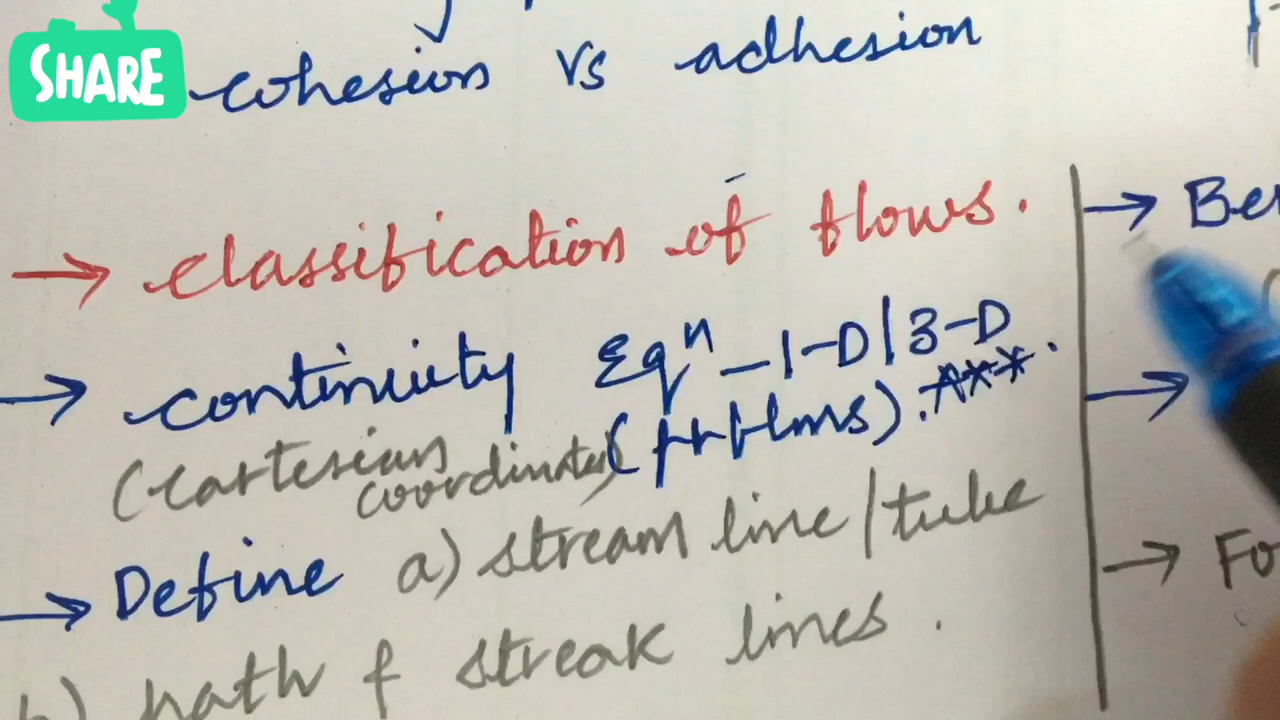 SHARE
cohesion vs adhesion
→ classification of flows.
→ continuity Eqn - 1-D/3-D.
(cartesian coordinates) (prblms). ***
→ Define a) stream line/tube
b) path & streak lines.
→ Ber
→
→ Fo